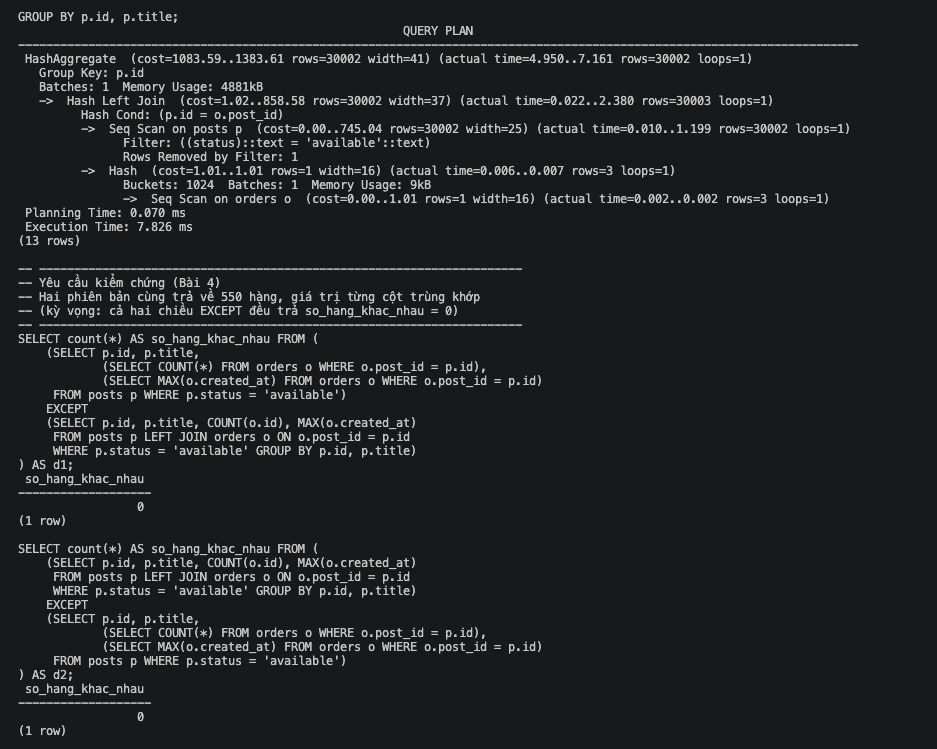 GROUP BY p.id, p.title;
QUERY PLAN
HashAggregate  (cost=1083.59..1383.61 rows=30002 width=41) (actual time=4.950..7.161 rows=30002 loops=1)
Group Key: p.id
Batches: 1  Memory Usage: 4881kB
->  Hash Left Join  (cost=1.02..858.58 rows=30002 width=37) (actual time=0.022..2.380 rows=30003 loops=1)
Hash Cond: (p.id = o.post_id)
->  Seq Scan on posts p  (cost=0.00..745.04 rows=30002 width=25) (actual time=0.010..1.199 rows=30002 loops=1)
Filter: ((status)::text = 'available'::text)
Rows Removed by Filter: 1
->  Hash  (cost=1.01..1.01 rows=1 width=16) (actual time=0.006..0.007 rows=3 loops=1)
Buckets: 1024  Batches: 1  Memory Usage: 9kB
->  Seq Scan on orders o  (cost=0.00..1.01 rows=1 width=16) (actual time=0.002..0.002 rows=3 loops=1)
Planning Time: 0.070 ms
Execution Time: 7.826 ms
(13 rows)
-- ---------------------------------------------------------------------
-- Yêu cầu kiểm chứng (Bài 4)
-- Hai phiên bản cùng trả về 550 hàng, giá trị từng cột trùng khớp
-- (kỳ vọng: cả hai chiều EXCEPT đều trả so_hang_khac_nhau = 0)
-- ---------------------------------------------------------------------
SELECT count(*) AS so_hang_khac_nhau FROM (
(SELECT p.id, p.title,
(SELECT COUNT(*) FROM orders o WHERE o.post_id = p.id),
(SELECT MAX(o.created_at) FROM orders o WHERE o.post_id = p.id)
FROM posts p WHERE p.status = 'available')
EXCEPT
(SELECT p.id, p.title, COUNT(o.id), MAX(o.created_at)
FROM posts p LEFT JOIN orders o ON o.post_id = p.id
WHERE p.status = 'available' GROUP BY p.id, p.title)
) AS d1;
so_hang_khac_nhau
-------------------
0
(1 row)
SELECT count(*) AS so_hang_khac_nhau FROM (
(SELECT p.id, p.title, COUNT(o.id), MAX(o.created_at)
FROM posts p LEFT JOIN orders o ON o.post_id = p.id
WHERE p.status = 'available' GROUP BY p.id, p.title)
EXCEPT
(SELECT p.id, p.title,
(SELECT COUNT(*) FROM orders o WHERE o.post_id = p.id),
(SELECT MAX(o.created_at) FROM orders o WHERE o.post_id = p.id)
FROM posts p WHERE p.status = 'available')
) AS d2;
so_hang_khac_nhau
-------------------
0
(1 row)